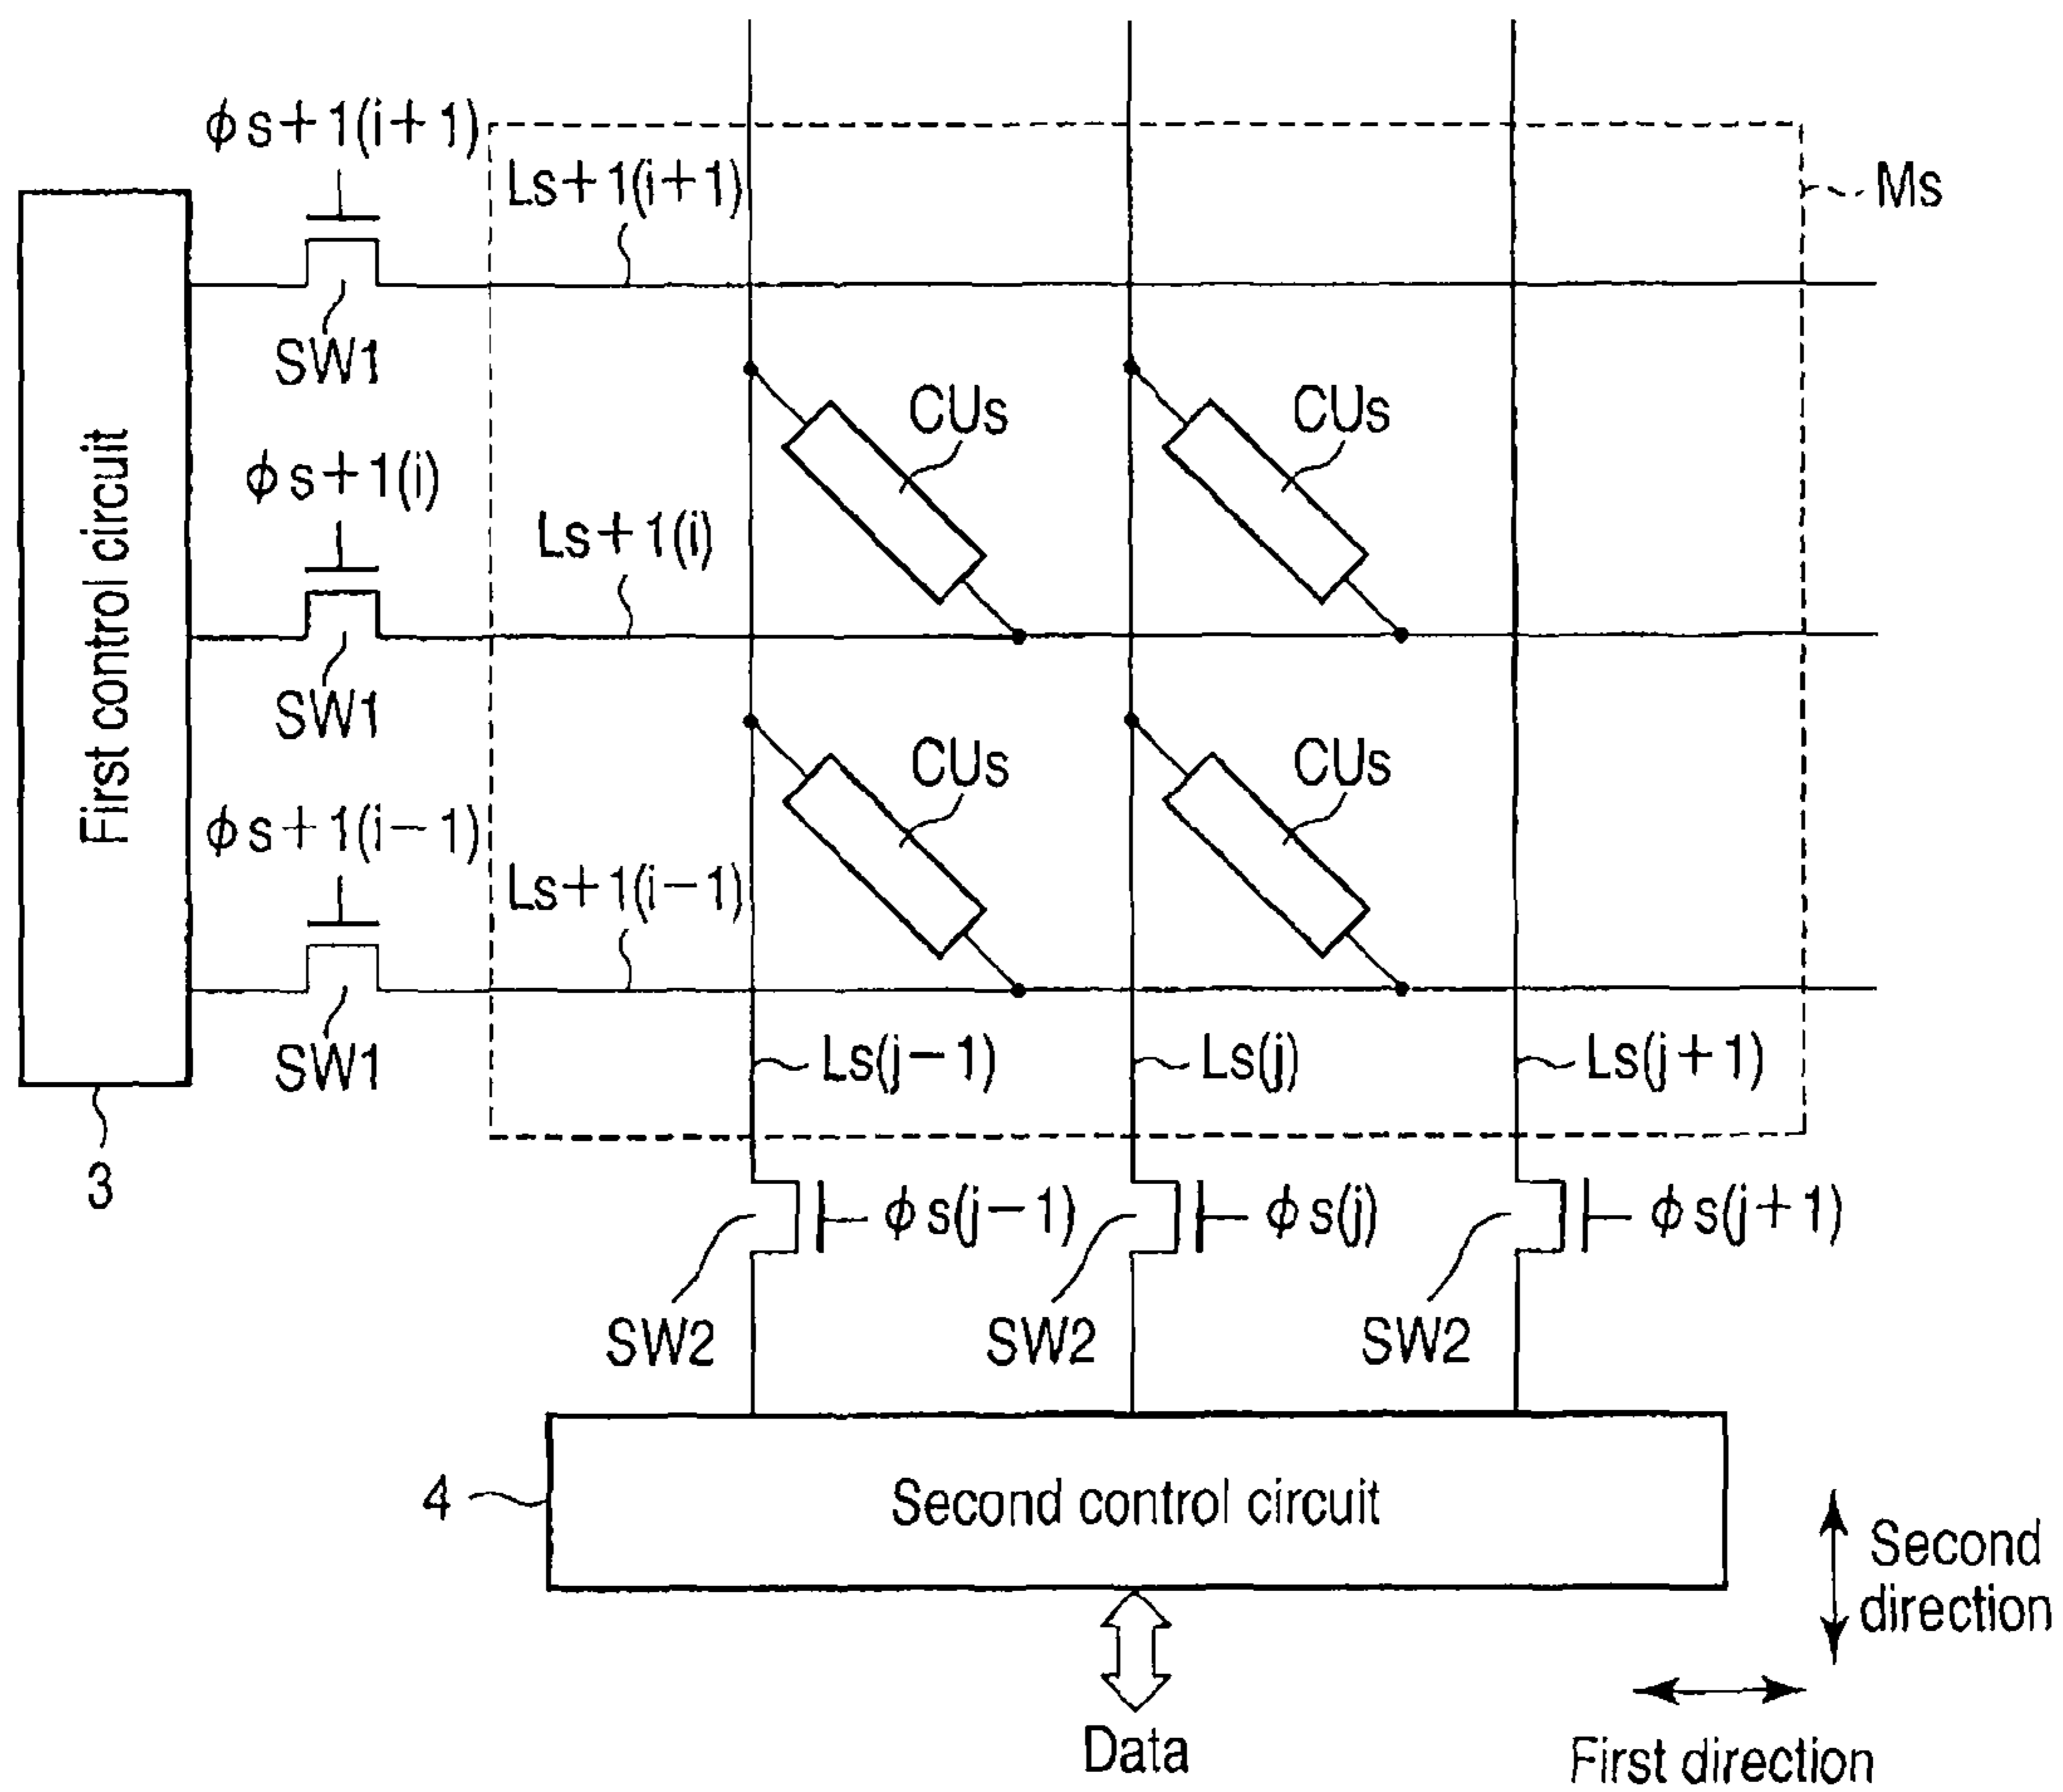 ϕs+1(i+1)
Ls+1(i+1)
Ms
SW1
CUs
CUs
ϕs+1(i)
Ls+1(i)
First control circuit
SW1
CUs
CUs
ϕs+1(i−1)
Ls+1(i−1)
SW1
Ls(j−1)
Ls(j)
Ls(j+1)
3
ϕs(j−1)
ϕs(j)
ϕs(j+1)
SW2
SW2
SW2
4
Second control circuit
Second
direction
Data
First direction